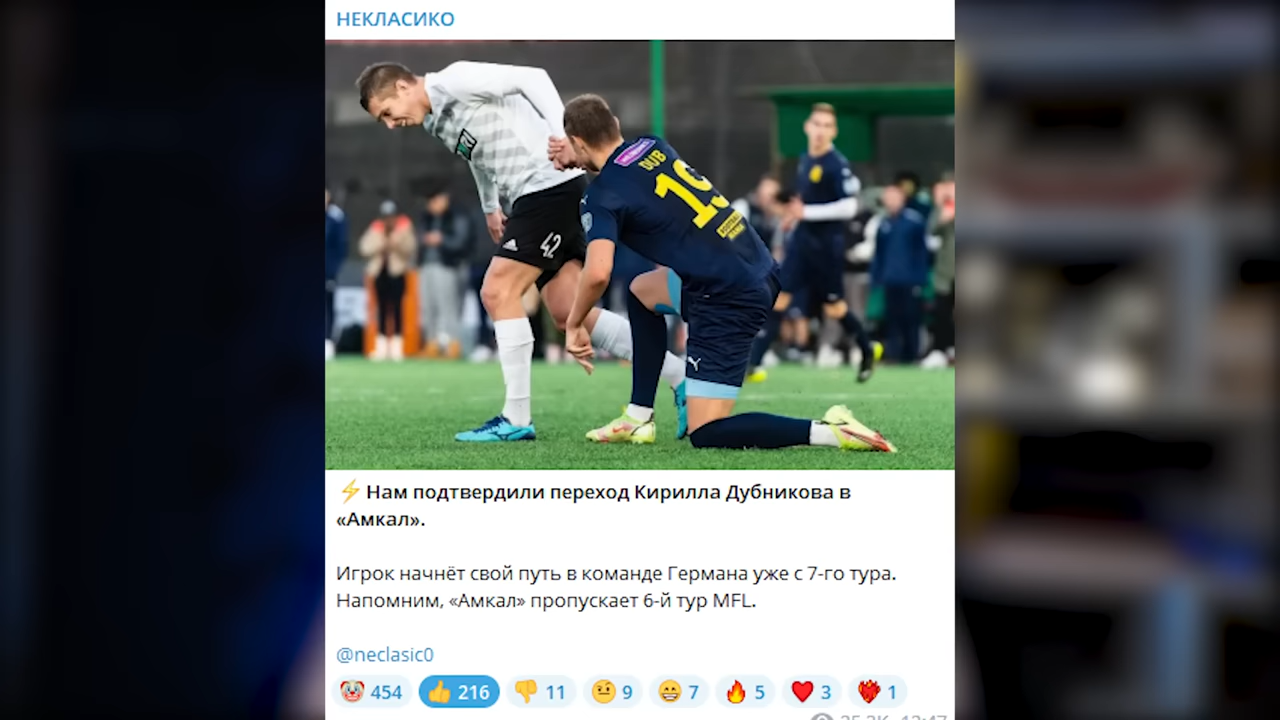 НЕКЛАСИКО
DUB
19
42
⚡Нам подтвердили переход Кирилла Дубникова в
«Амкал».
Игрок начнёт свой путь в команде Германа уже с 7-го тура.
Напомним, «Амкал» пропускает 6-й тур MFL.
@neclasic0
🤡 454 👍 216 👎 11 🤨 9 😁 7 🔥 5 ❤ 3 ❤‍🔥 1